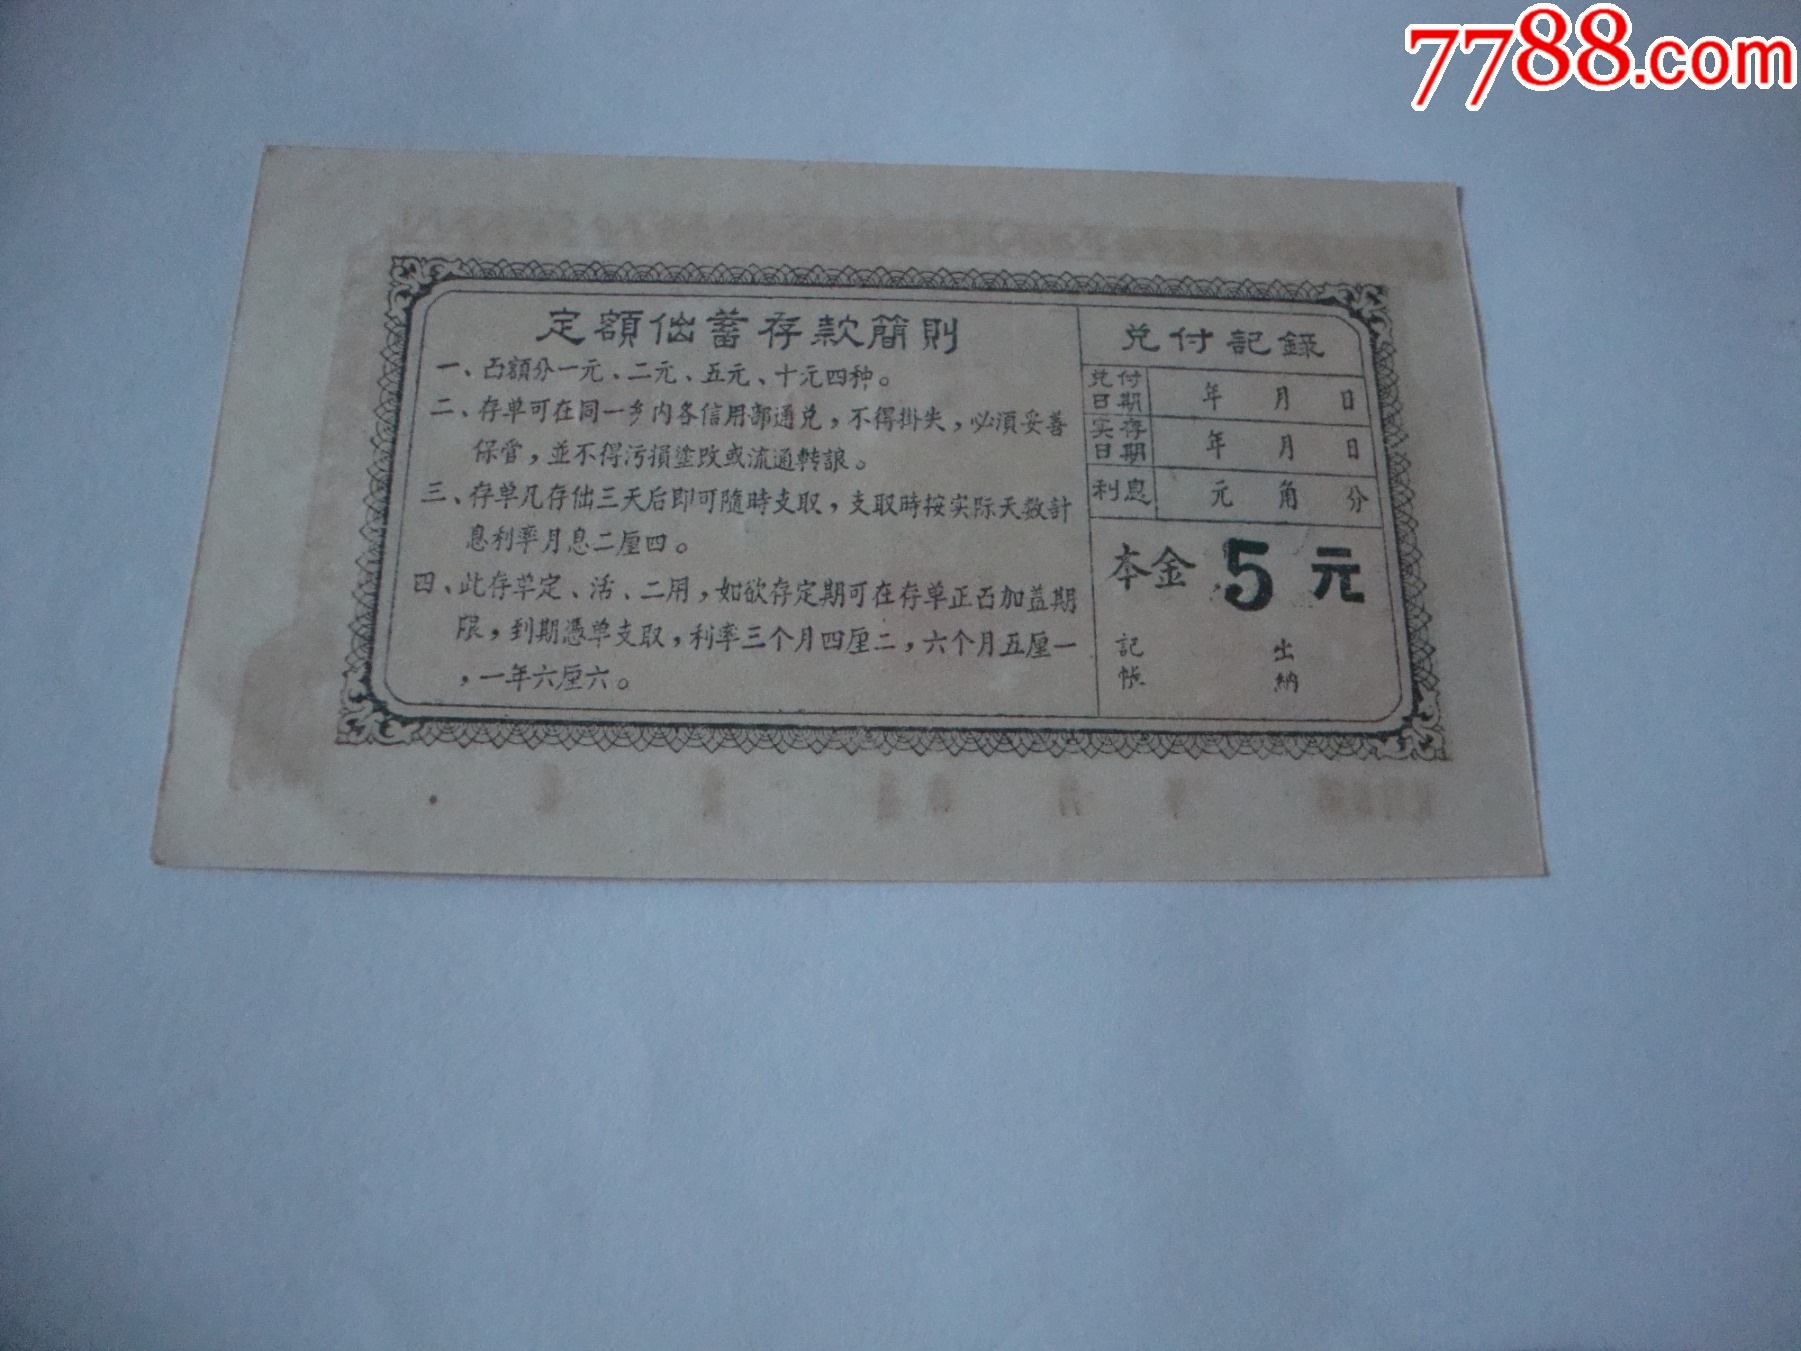 7788.com
定額佉蓄存款簡則
一、凸額分一元、二元、五元、十元四种。
二、存单可在同一乡内各信用部通兑，不得掛失，必須妥善
保管，並不得污損塗改或流通轉讓。
三、存单凡存佉三天后即可隨時支取，支取時按实际天数計
息利率月息二厘四。
四、此存单定、活、二用，如欲存定期可在存单正面加盖期
限，到期憑单支取，利率三个月四厘二，六个月五厘一
，一年六厘六。
兑付記錄
兑付日期 年 月 日
实存日期 年 月 日
利息 元 角 分
本金 5 元
記帳 出納